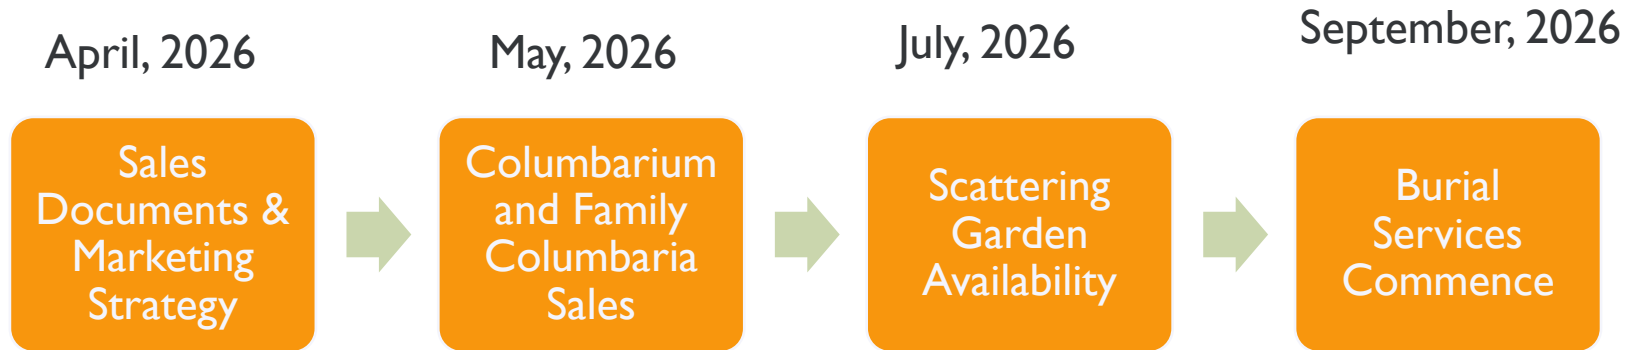 April, 2026
May, 2026
July, 2026
September, 2026
Sales
Documents &
Marketing
Strategy
Columbarium
and Family
Columbaria
Sales
Scattering
Garden
Availability
Burial
Services
Commence